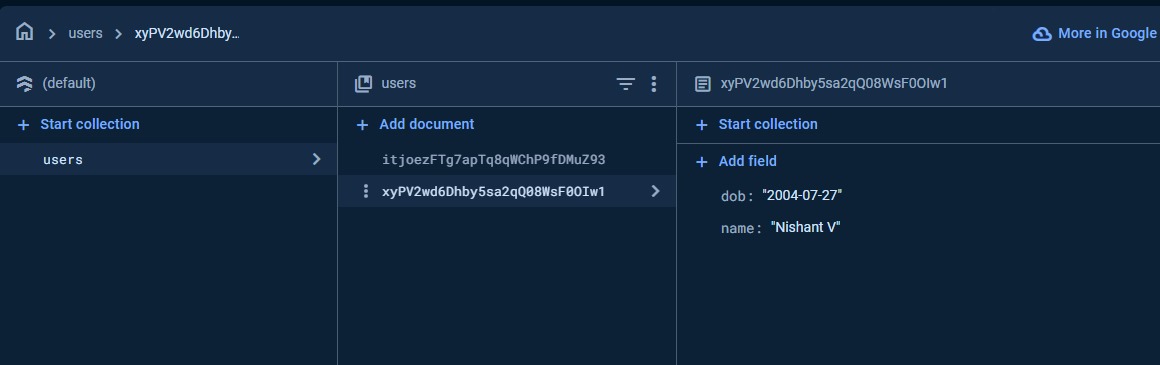 users xyPV2wd6Dhby… More in Google
(default) users xyPV2wd6Dhby5sa2qQ08WsF0OIw1
Start collection Add document Start collection
users itjoezFTg7apTq8qWChP9fDMuZ93 Add field
xyPV2wd6Dhby5sa2qQ08WsF0OIw1 dob: "2004-07-27"
name: "Nishant V"